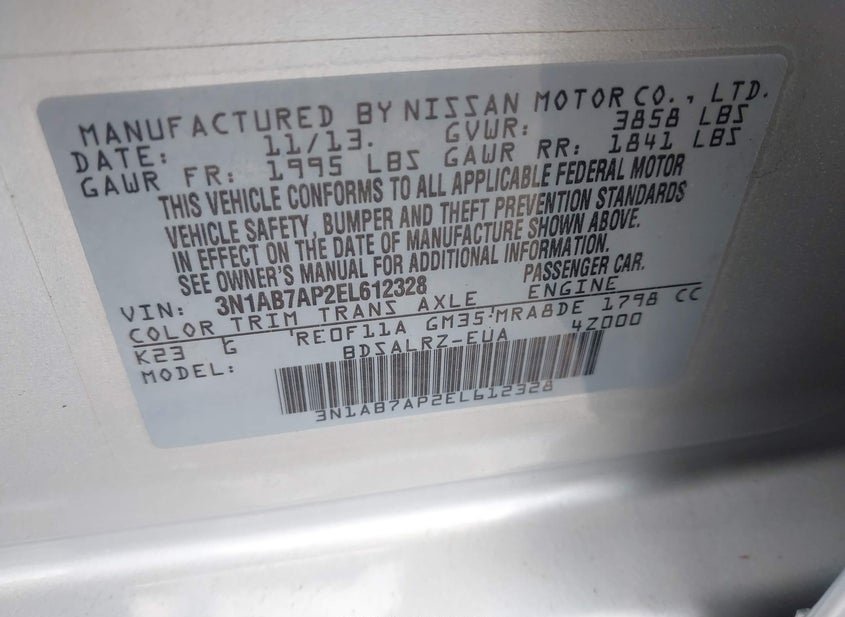 MANUFACTURED BY NISSAN MOTOR CO., LTD.
DATE: 11/13. GVWR: 3858 LBS
GAWR FR: 1995 LBS GAWR RR: 1841 LBS
THIS VEHICLE CONFORMS TO ALL APPLICABLE FEDERAL MOTOR
VEHICLE SAFETY, BUMPER AND THEFT PREVENTION STANDARDS
IN EFFECT ON THE DATE OF MANUFACTURE SHOWN ABOVE.
SEE OWNER'S MANUAL FOR ADDITIONAL INFORMATION.
VIN: 3N1AB7AP2EL612328 PASSENGER CAR.
COLOR TRIM TRANS AXLE ENGINE
K23 G RE0F11A GM35 MRA8DE 1798 CC
MODEL: BDSALRZ-EUA 4Z000
3N1AB7AP2EL612328